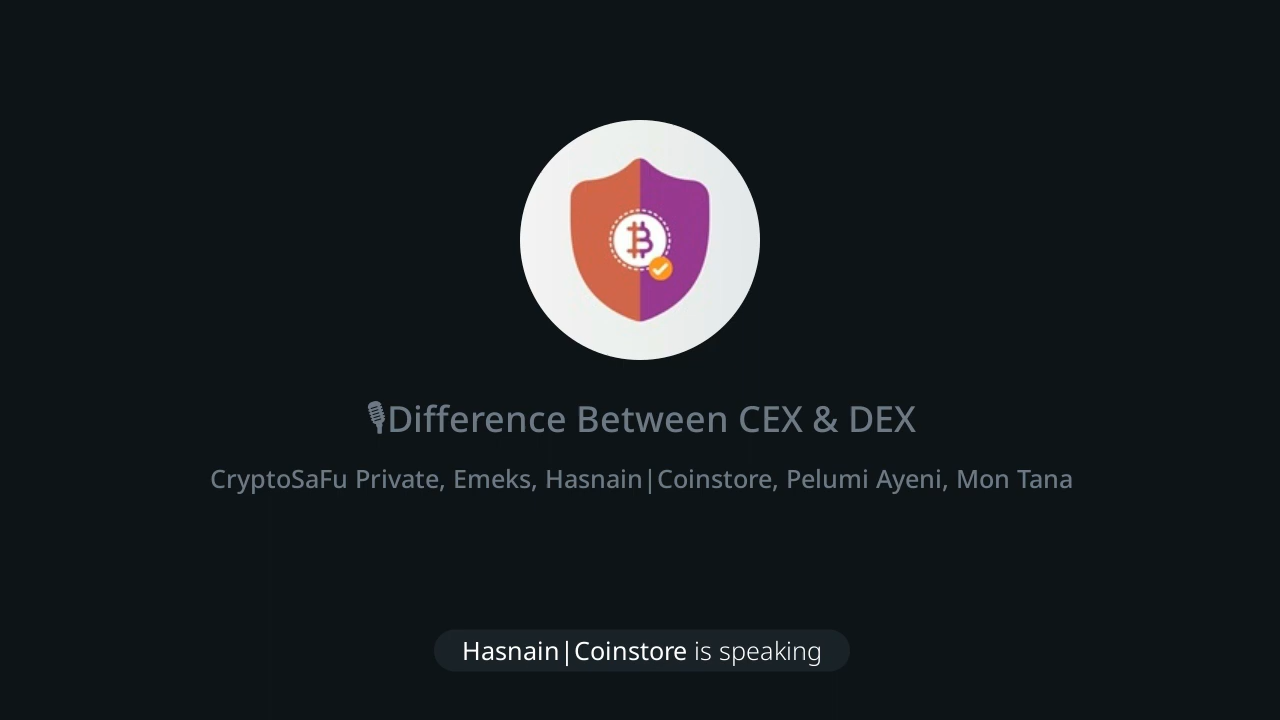 🎙Difference Between CEX & DEX
CryptoSaFu Private, Emeks, Hasnain|Coinstore, Pelumi Ayeni, Mon Tana
Hasnain|Coinstore is speaking